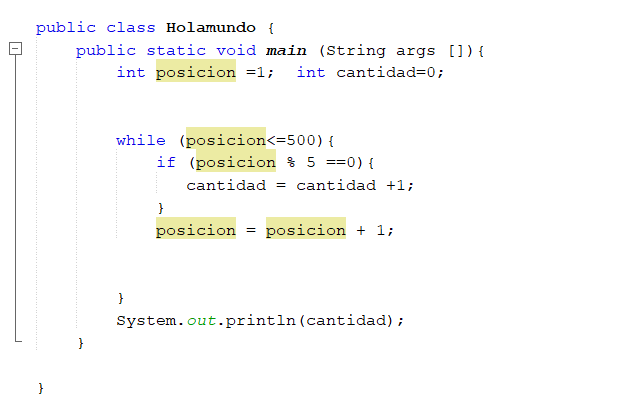 public class Holamundo {
public static void main (String args []){
int posicion =1;  int cantidad=0;
while (posicion<=500){
if (posicion % 5 ==0){
cantidad = cantidad +1;
}
posicion = posicion + 1;
}
System.out.println(cantidad);
}
}